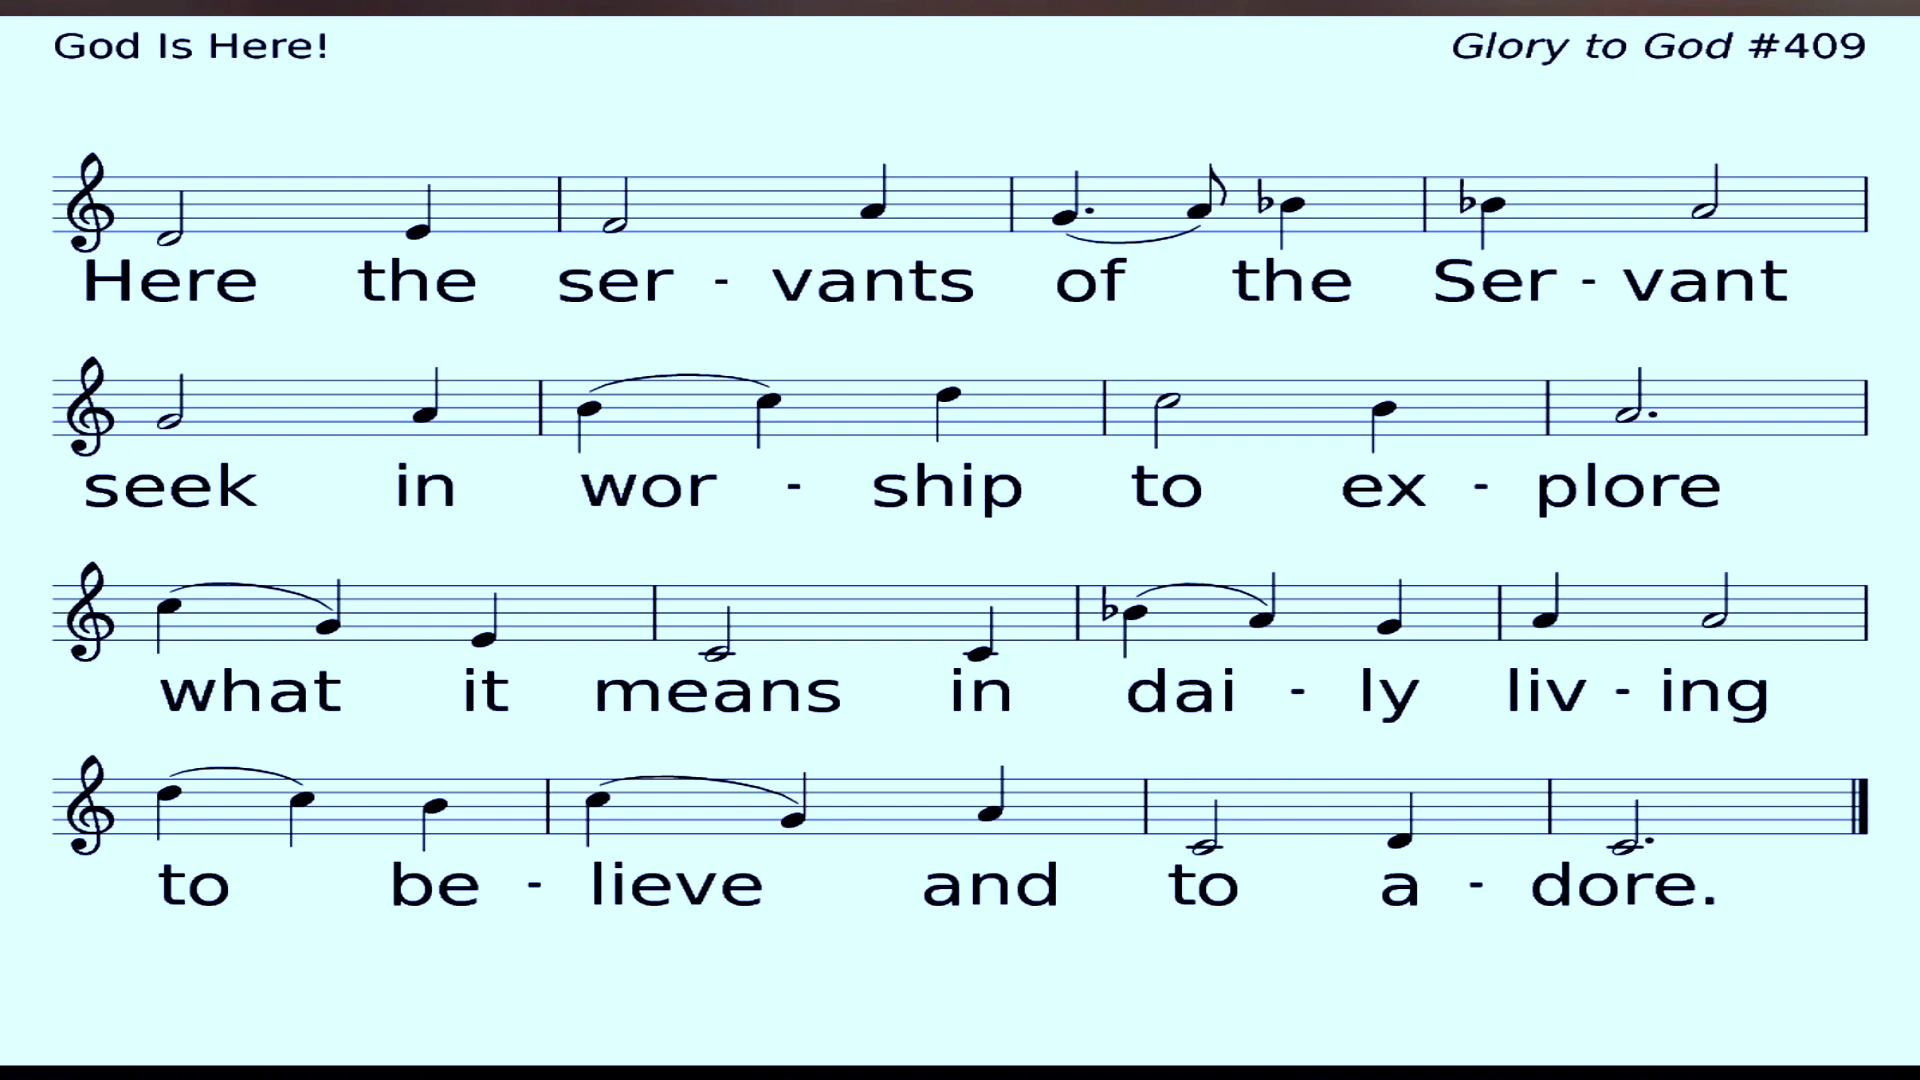 God Is Here! Glory to God #409
Here the ser - vants of the Ser - vant
seek in wor - ship to ex - plore
what it means in dai - ly liv - ing
to be - lieve and to a - dore.